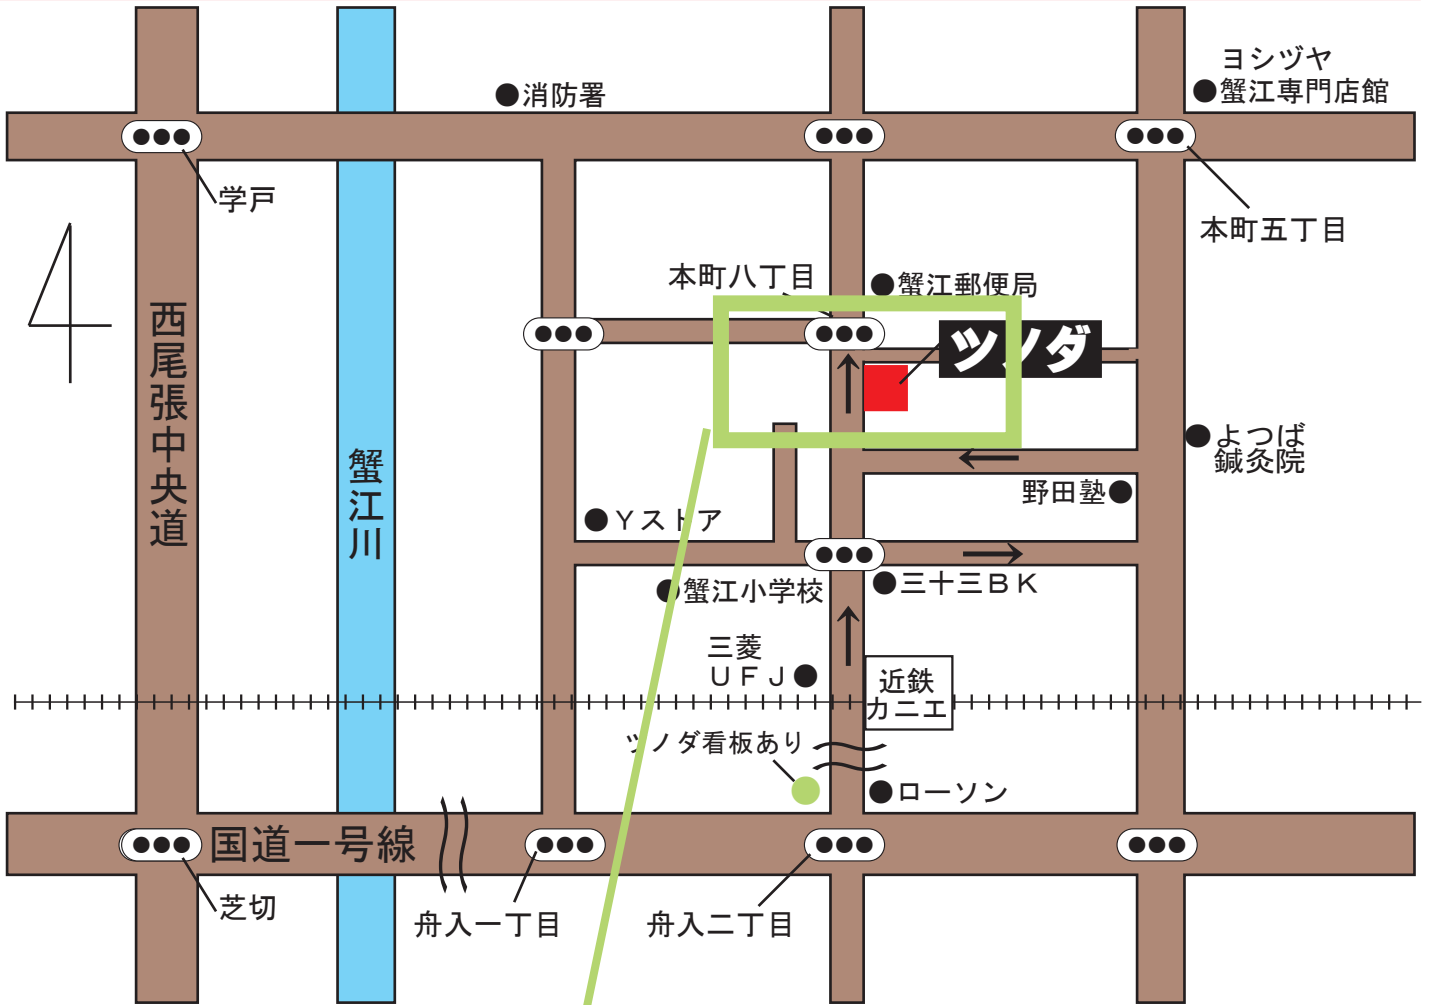 ヨシヅヤ
消防署
蟹江専門店館
学戸
本町五丁目
本町八丁目
蟹江郵便局
西尾張中央道
ツノダ
よつば
鍼灸院
蟹江川
野田塾
Yストア
蟹江小学校
三十三BK
三菱
UFJ
近鉄
カニエ
ツノダ看板あり
ローソン
国道一号線
芝切
舟入一丁目
舟入二丁目